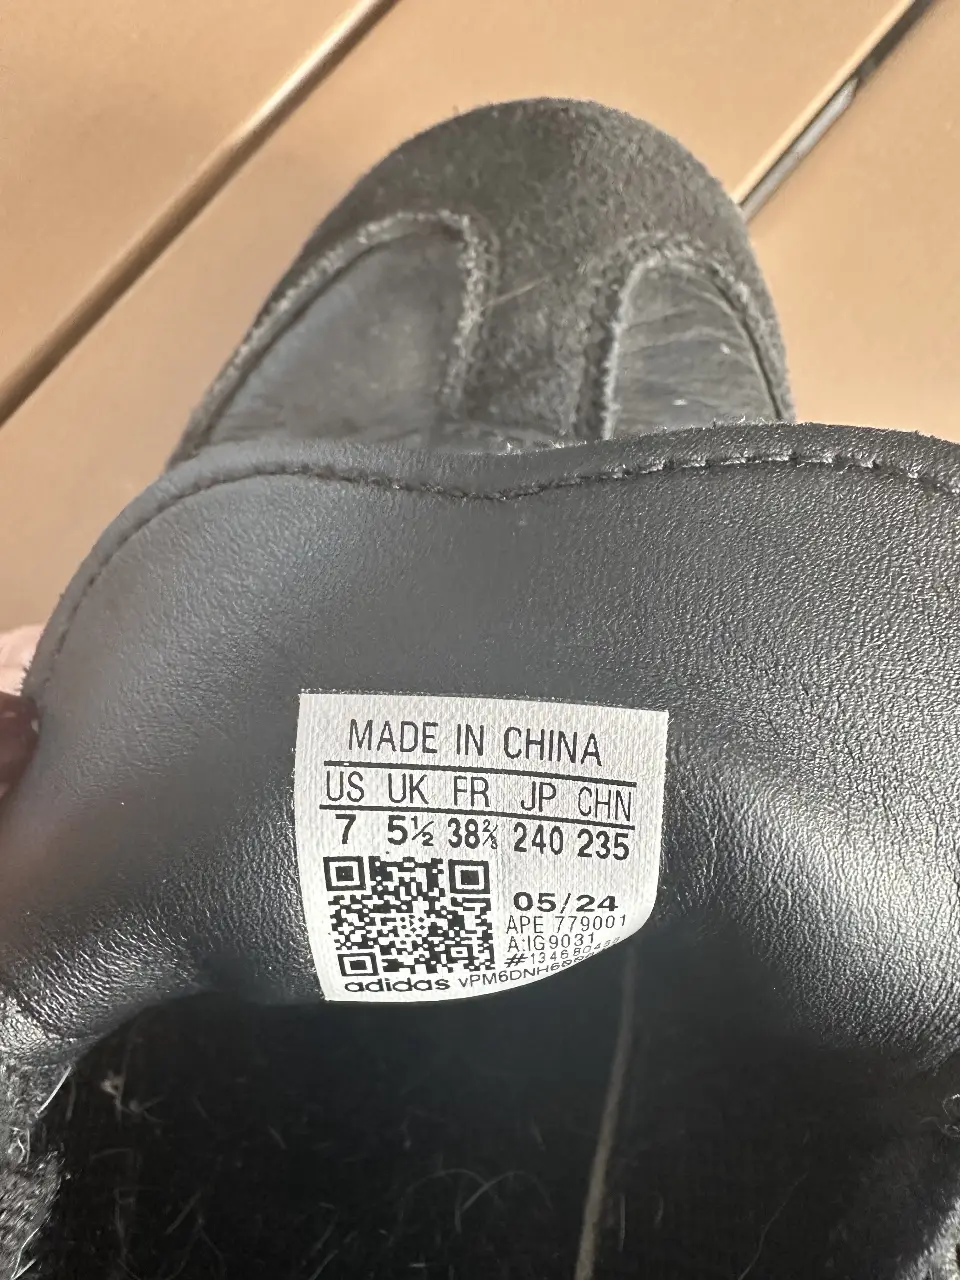 MADE IN CHINA
US UK FR JP CHN
7 5½ 38⅔ 240 235
05/24
APE 779001
A:IG9031
adidas